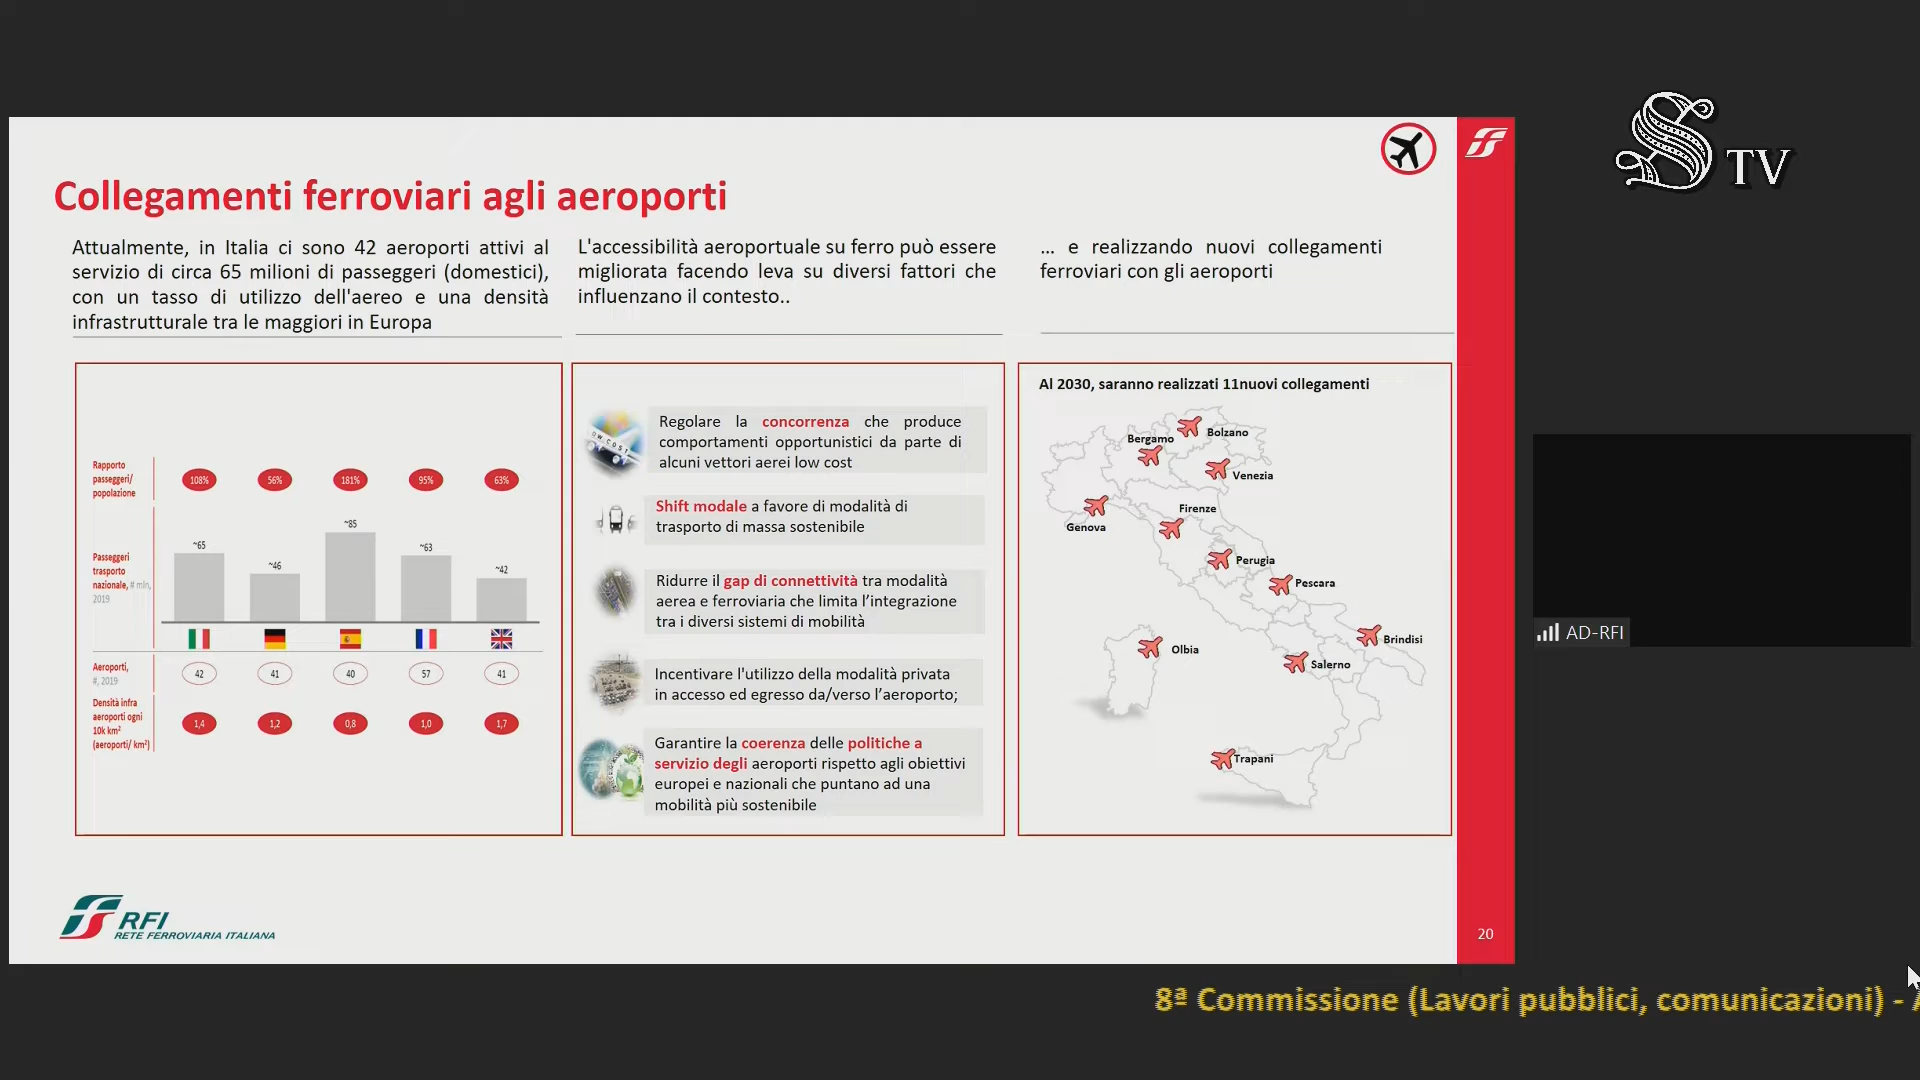 TV
Collegamenti ferroviari agli aeroporti
Attualmente, in Italia ci sono 42 aeroporti attivi al
servizio di circa 65 milioni di passeggeri (domestici),
con un tasso di utilizzo dell'aereo e una densità
infrastrutturale tra le maggiori in Europa
L'accessibilità aeroportuale su ferro può essere
migliorata facendo leva su diversi fattori che
influenzano il contesto..
... e realizzando nuovi collegamenti
ferroviari con gli aeroporti
Rapporto
passeggeri/
popolazione
108%
56%
181%
95%
63%
Passeggeri
trasporto
nazionale, # mln,
2019
~65
~46
~85
~63
~42
Aeroporti,
#, 2019
42
41
40
57
41
Densità infra
aeroporti ogni
10k km²
(aeroporti/ km²)
1,4
1,2
0,8
1,0
1,7
LOW COST
Regolare la concorrenza che produce
comportamenti opportunistici da parte di
alcuni vettori aerei low cost
Shift modale a favore di modalità di
trasporto di massa sostenibile
Ridurre il gap di connettività tra modalità
aerea e ferroviaria che limita l'integrazione
tra i diversi sistemi di mobilità
Incentivare l'utilizzo della modalità privata
in accesso ed egresso da/verso l'aeroporto;
Garantire la coerenza delle politiche a
servizio degli aeroporti rispetto agli obiettivi
europei e nazionali che puntano ad una
mobilità più sostenibile
Al 2030, saranno realizzati 11nuovi collegamenti
Bolzano
Bergamo
Venezia
Firenze
Genova
Perugia
Pescara
Brindisi
Olbia
Salerno
Trapani
AD-RFI
RFI
RETE FERROVIARIA ITALIANA
20
8ª Commissione (Lavori pubblici, comunicazioni) -